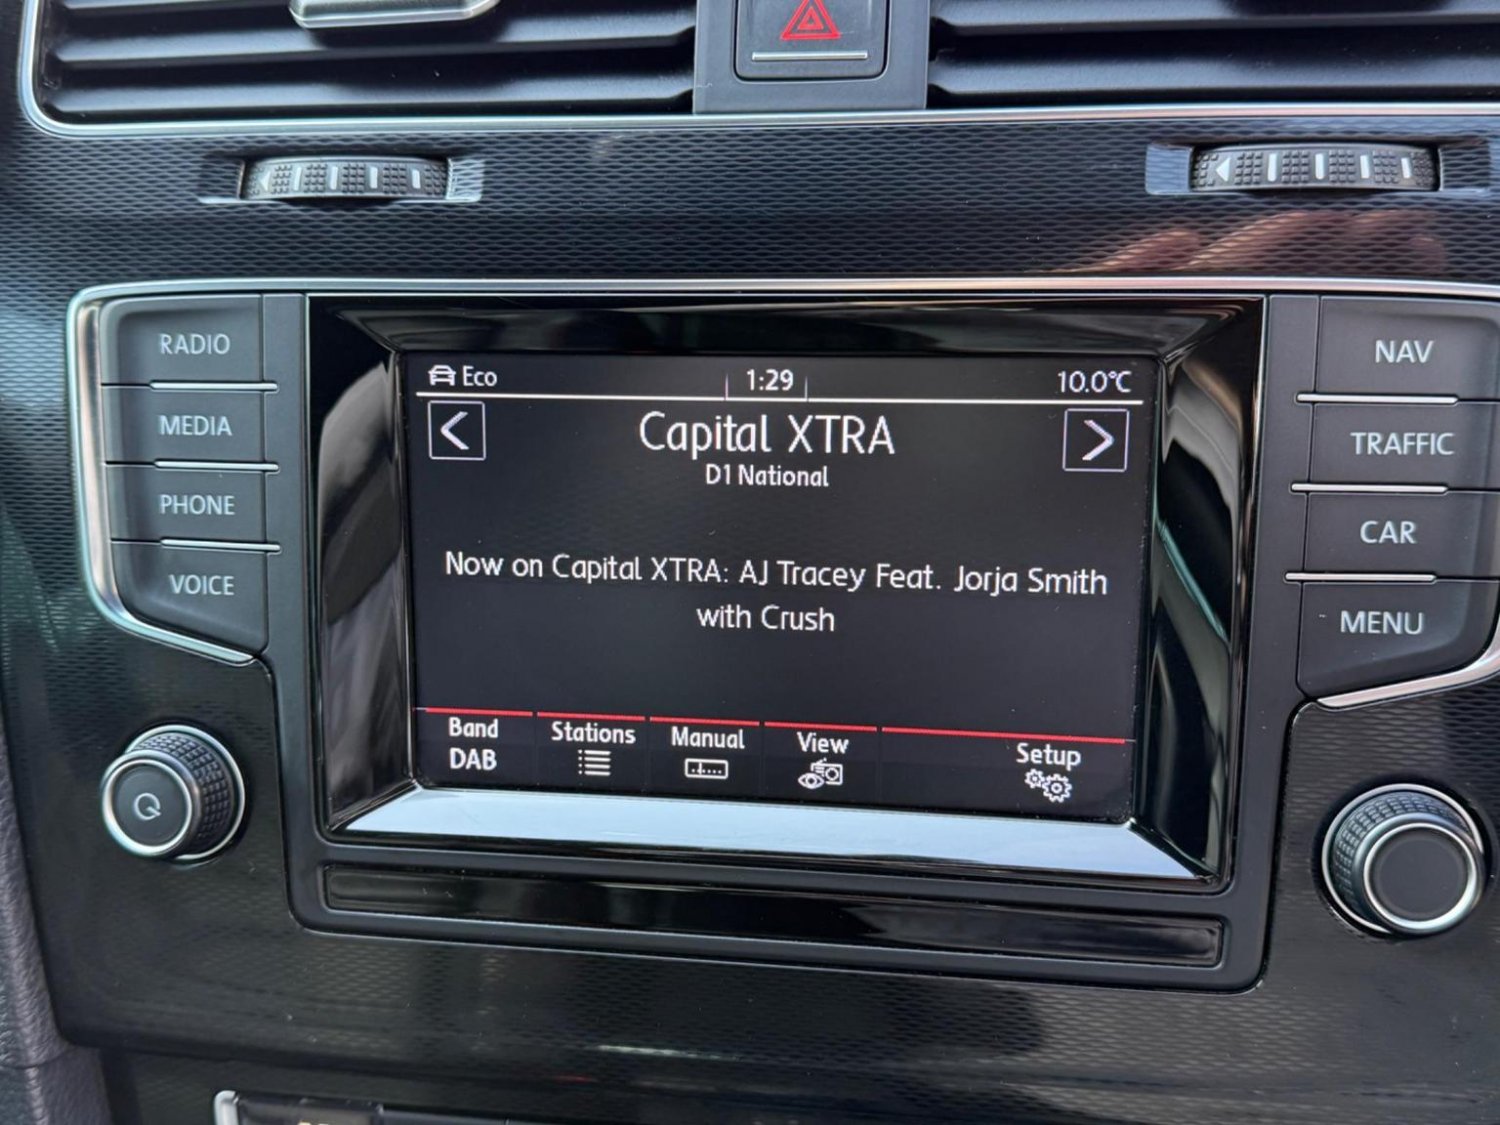 RADIO
MEDIA
PHONE
VOICE
Eco
1:29
10.0°C
Capital XTRA
D1 National
Now on Capital XTRA: AJ Tracey Feat. Jorja Smith
with Crush
Band
DAB
Stations
Manual
View
Setup
NAV
TRAFFIC
CAR
MENU